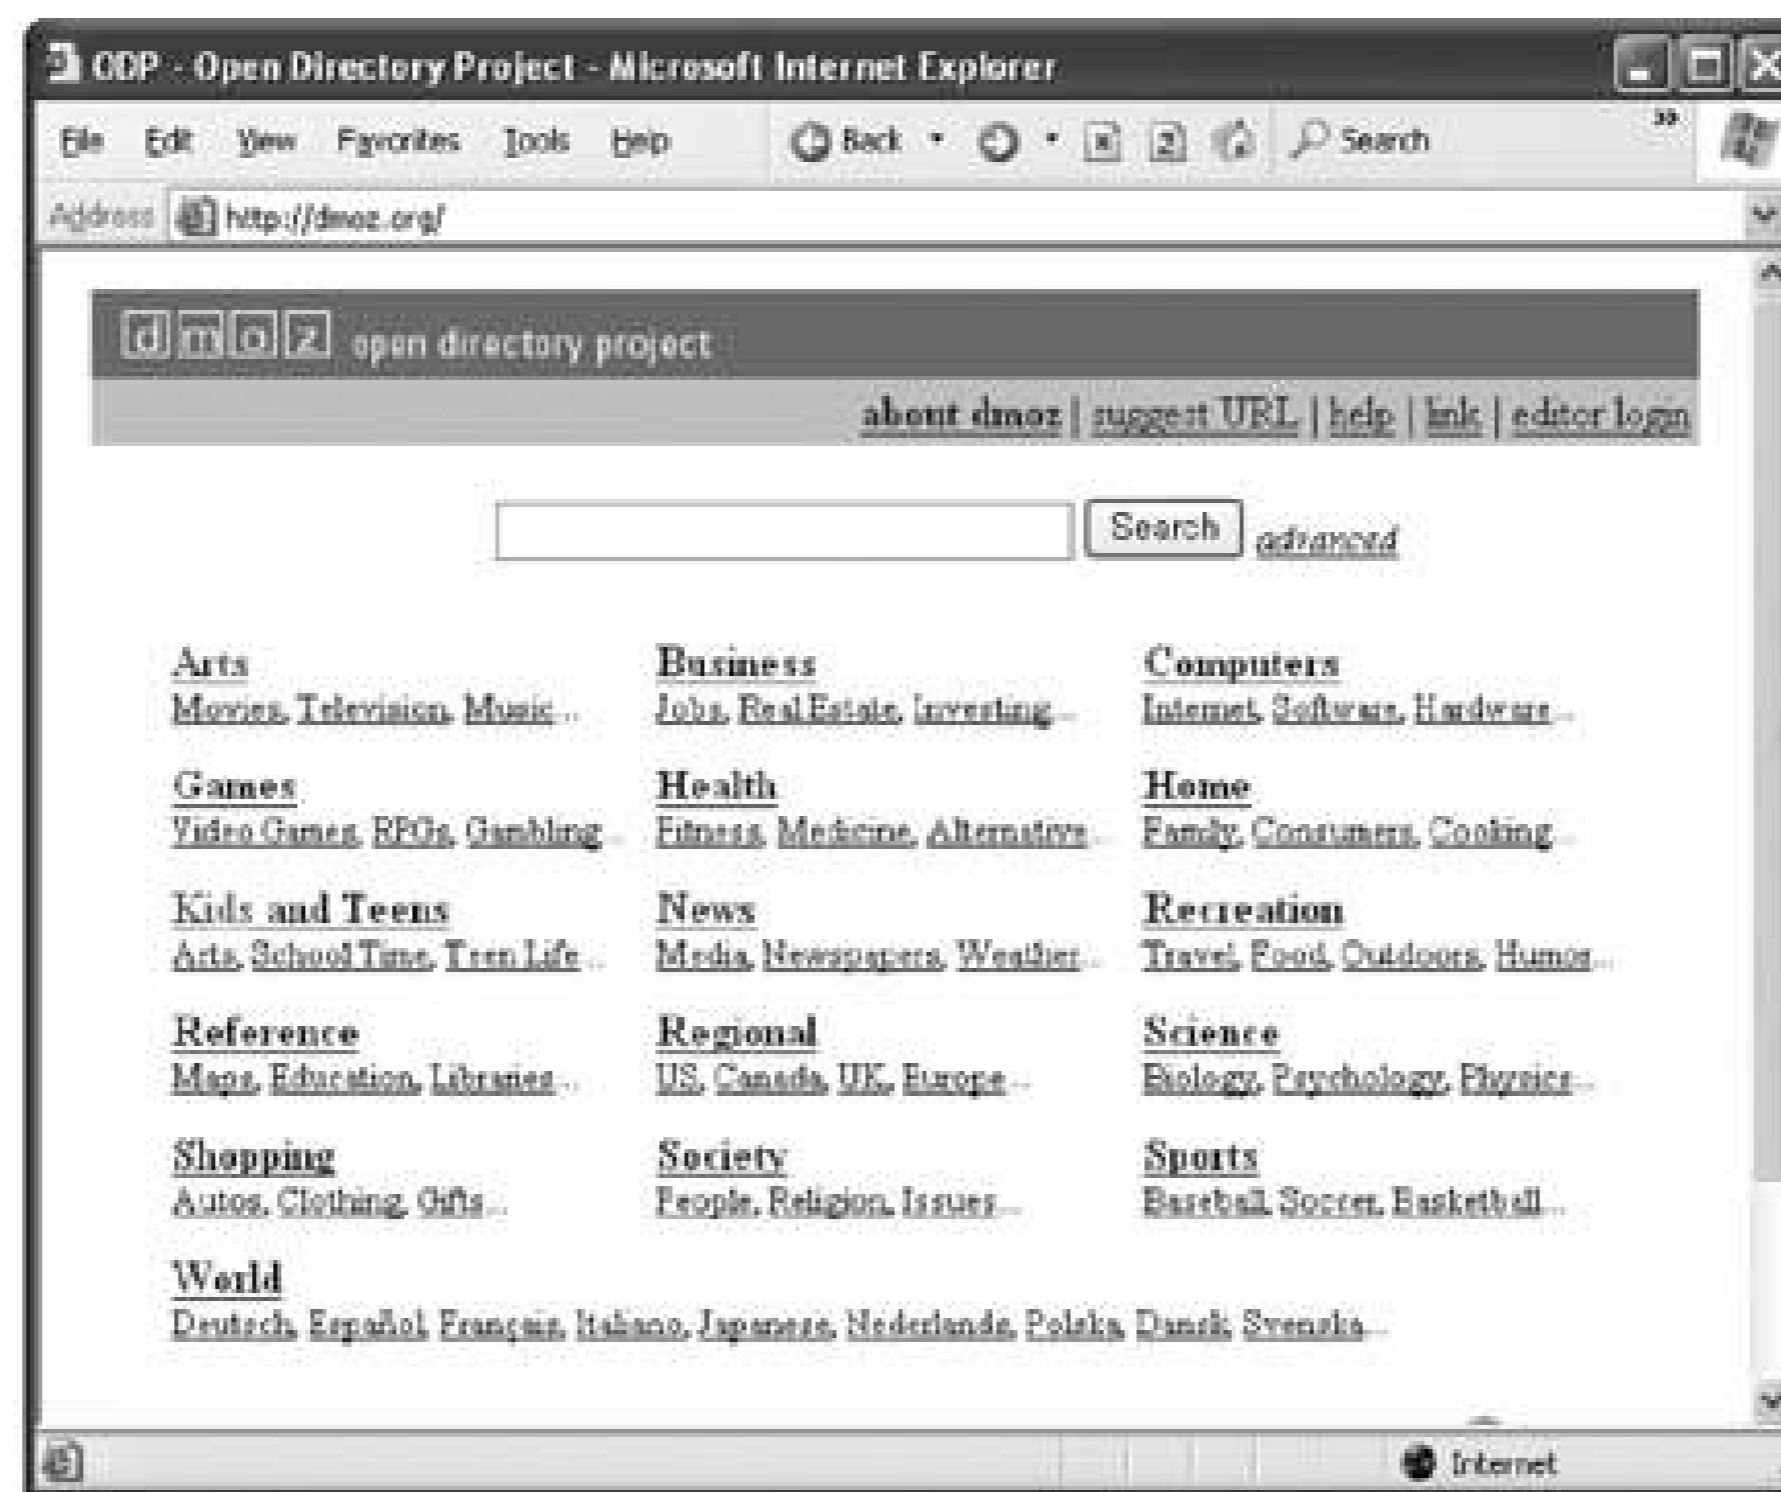 ODP - Open Directory Project - Microsoft Internet Explorer
File Edit View Favorites Tools Help Back Search »
Address http://dmoz.org/
dmoz open directory project
about dmoz | suggest URL | help | link | editor login
Search advanced
Arts Business Computers
Movies, Television, Music... Jobs, Real Estate, Investing... Internet, Software, Hardware...
Games Health Home
Video Games, RPGs, Gambling... Fitness, Medicine, Alternative... Family, Consumers, Cooking...
Kids and Teens News Recreation
Arts, School Time, Teen Life... Media, Newspapers, Weather... Travel, Food, Outdoors, Humor...
Reference Regional Science
Maps, Education, Libraries... US, Canada, UK, Europe... Biology, Psychology, Physics...
Shopping Society Sports
Autos, Clothing, Gifts... People, Religion, Issues... Baseball, Soccer, Basketball...
World
Deutsch, Español, Français, Italiano, Japanese, Nederlands, Polska, Dansk, Svenska...
Internet